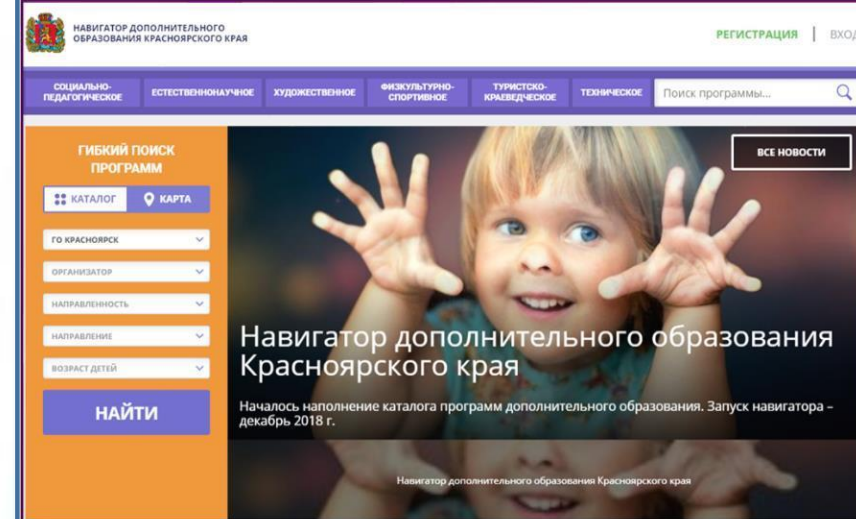 НАВИГАТОР ДОПОЛНИТЕЛЬНОГО
ОБРАЗОВАНИЯ КРАСНОЯРСКОГО КРАЯ
РЕГИСТРАЦИЯ | ВХОД
СОЦИАЛЬНО-
ПЕДАГОГИЧЕСКОЕ
ЕСТЕСТВЕННОНАУЧНОЕ
ХУДОЖЕСТВЕННОЕ
ФИЗКУЛЬТУРНО-
СПОРТИВНОЕ
ТУРИСТСКО-
КРАЕВЕДЧЕСКОЕ
ТЕХНИЧЕСКОЕ
Поиск программы...
ГИБКИЙ ПОИСК
ПРОГРАММ
КАТАЛОГ
КАРТА
ГО КРАСНОЯРСК
ОРГАНИЗАТОР
НАПРАВЛЕННОСТЬ
НАПРАВЛЕНИЕ
ВОЗРАСТ ДЕТЕЙ
НАЙТИ
ВСЕ НОВОСТИ
Навигатор дополнительного образования
Красноярского края
Началось наполнение каталога программ дополнительного образования. Запуск навигатора –
декабрь 2018 г.
Навигатор дополнительного образования Красноярского края